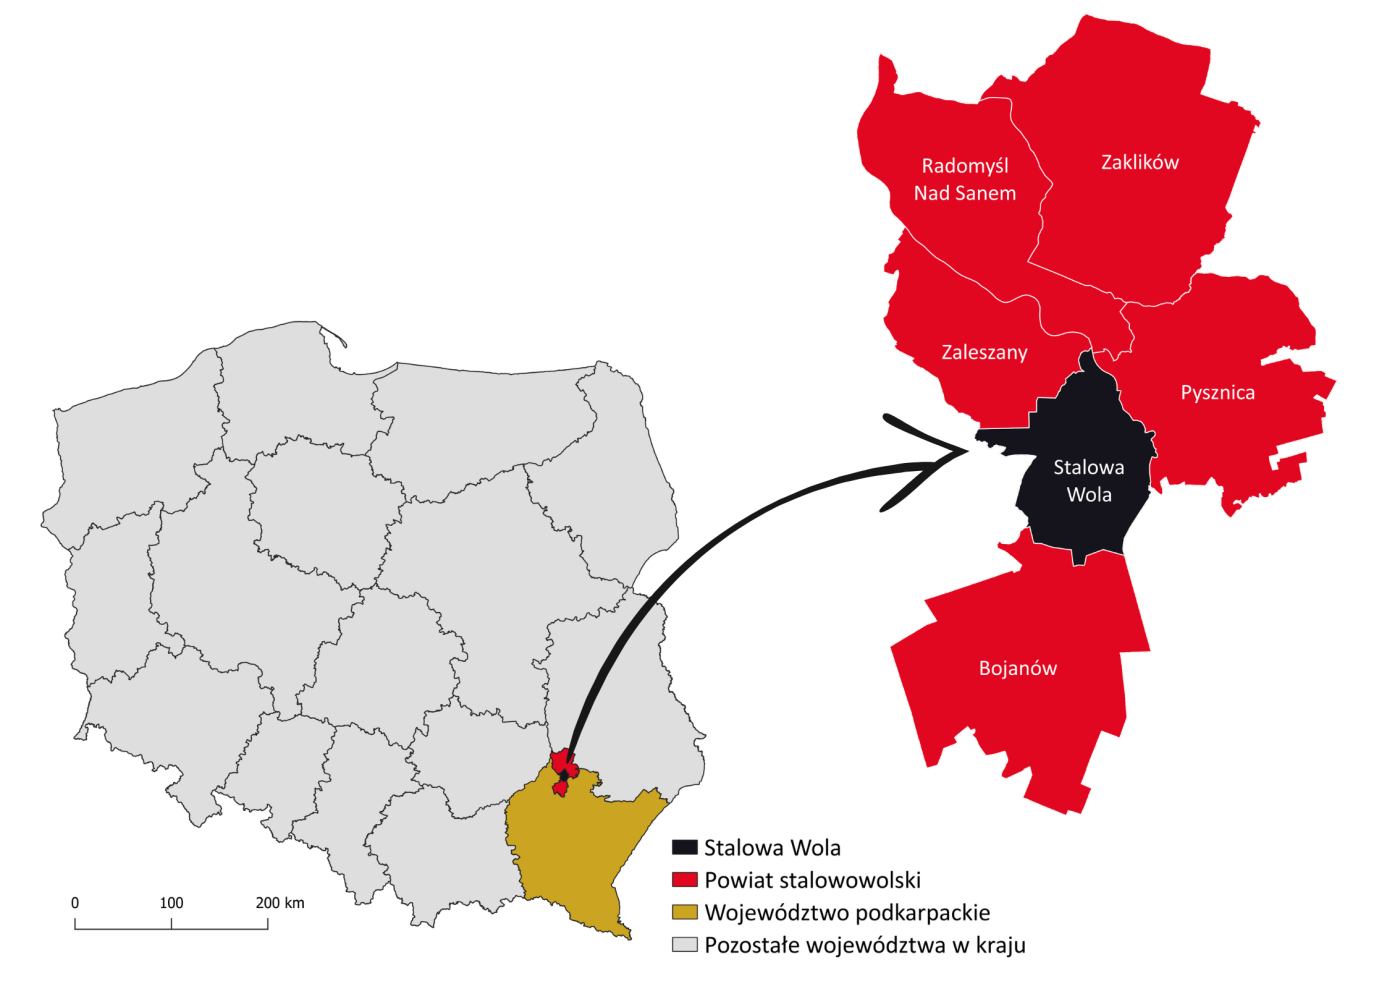 Radomyśl
Nad Sanem
Zaklików
Zaleszany
Pysznica
Stalowa
Wola
Bojanów
Stalowa Wola
Powiat stalowowolski
Województwo podkarpackie
Pozostałe województwa w kraju
0 100 200 km